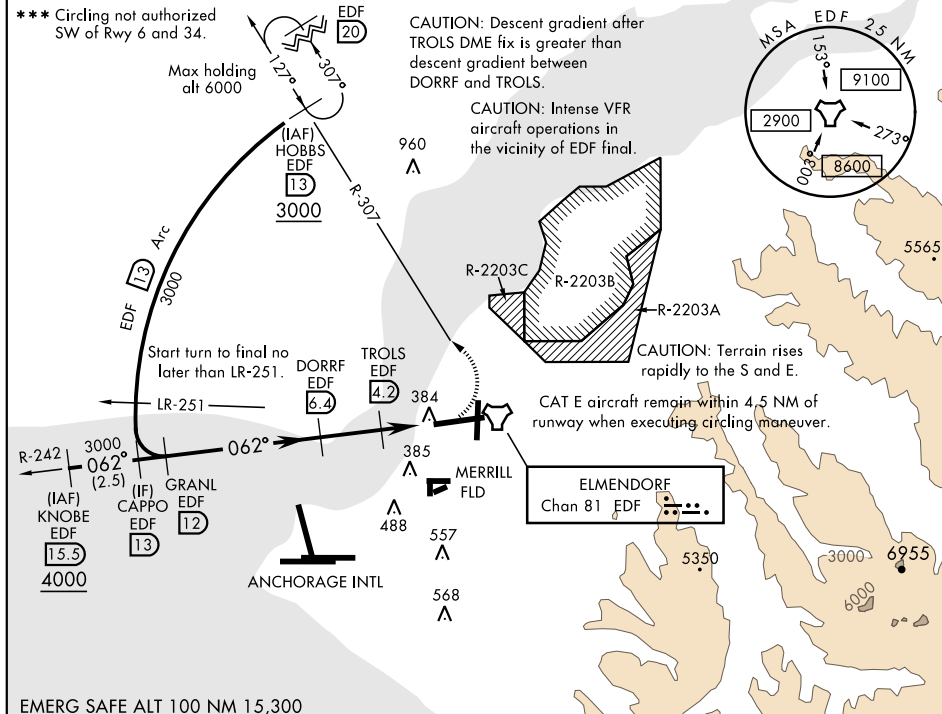 *** Circling not authorized
SW of Rwy 6 and 34.
EDF
20
127°
307°
Max holding
alt 6000
(IAF)
HOBBS
EDF
13
3000
CAUTION: Descent gradient after
TROLS DME fix is greater than
descent gradient between
DORRF and TROLS.
CAUTION: Intense VFR
aircraft operations in
the vicinity of EDF final.
MSA EDF 25 NM
153°
9100
2900
273°
003°
8600
960
R-307
EDF 13 Arc
3000
R-2203C
R-2203B
R-2203A
5565
Start turn to final no
later than LR-251.
LR-251
DORRF
EDF
6.4
TROLS
EDF
4.2
384
CAUTION: Terrain rises
rapidly to the S and E.
CAT E aircraft remain within 4.5 NM of
runway when executing circling maneuver.
R-242
3000
062°
(2.5)
062°
(IAF)
KNOBE
EDF
15.5
4000
(IF)
CAPPO
EDF
13
GRANL
EDF
12
385
MERRILL
FLD
488
557
568
ANCHORAGE INTL
ELMENDORF
Chan 81 EDF
5350
3000
6955
6000
EMERG SAFE ALT 100 NM 15,300